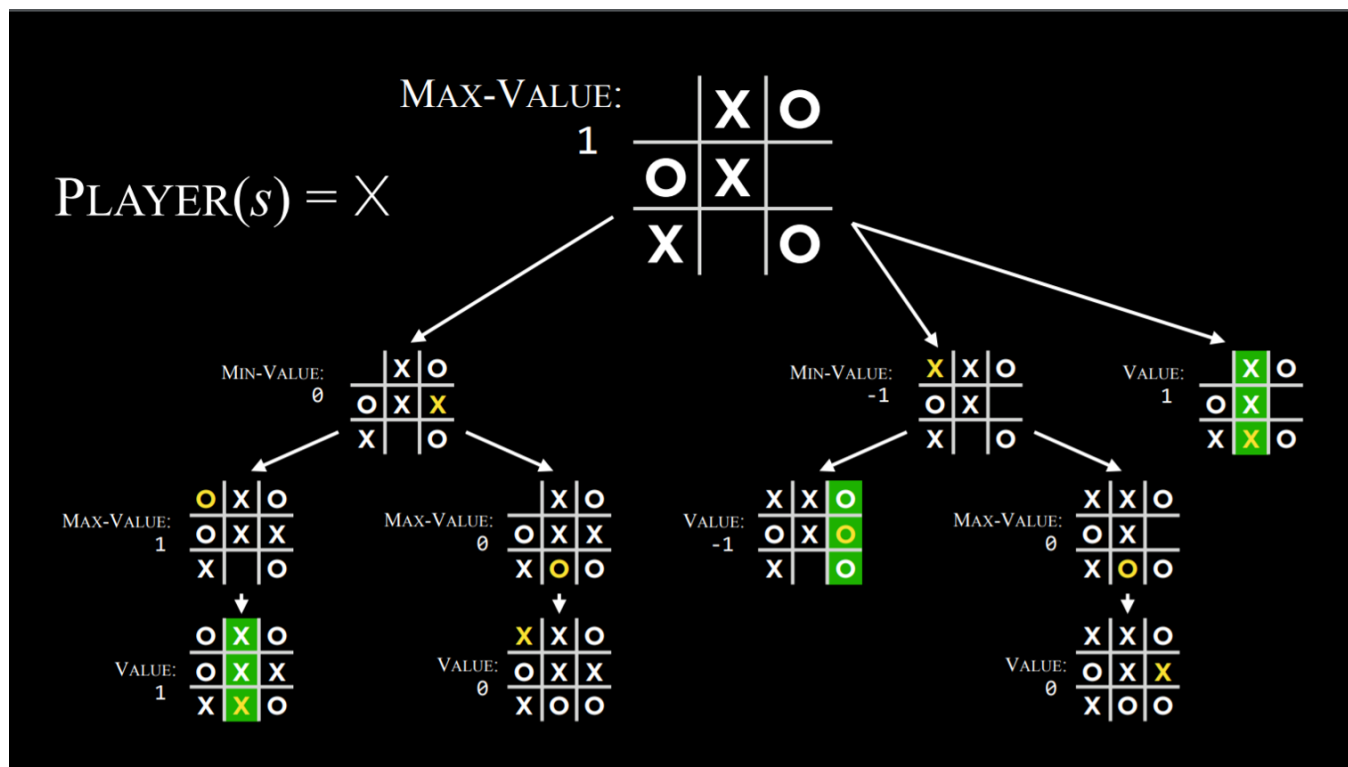 MAX-VALUE:
1
X O
PLAYER(s) = X
O X
X O
MIN-VALUE:
0
X O
O X X
X O
MIN-VALUE:
-1
X X O
O X
X O
VALUE:
1
X O
O X
X X O
MAX-VALUE:
1
O X O
O X X
X O
MAX-VALUE:
0
X O
O X X
X O O
VALUE:
-1
X X O
O X O
X O
MAX-VALUE:
0
X X O
O X
X O O
VALUE:
1
O X O
O X X
X X O
VALUE:
0
X X O
O X X
X O O
VALUE:
0
X X O
O X X
X O O